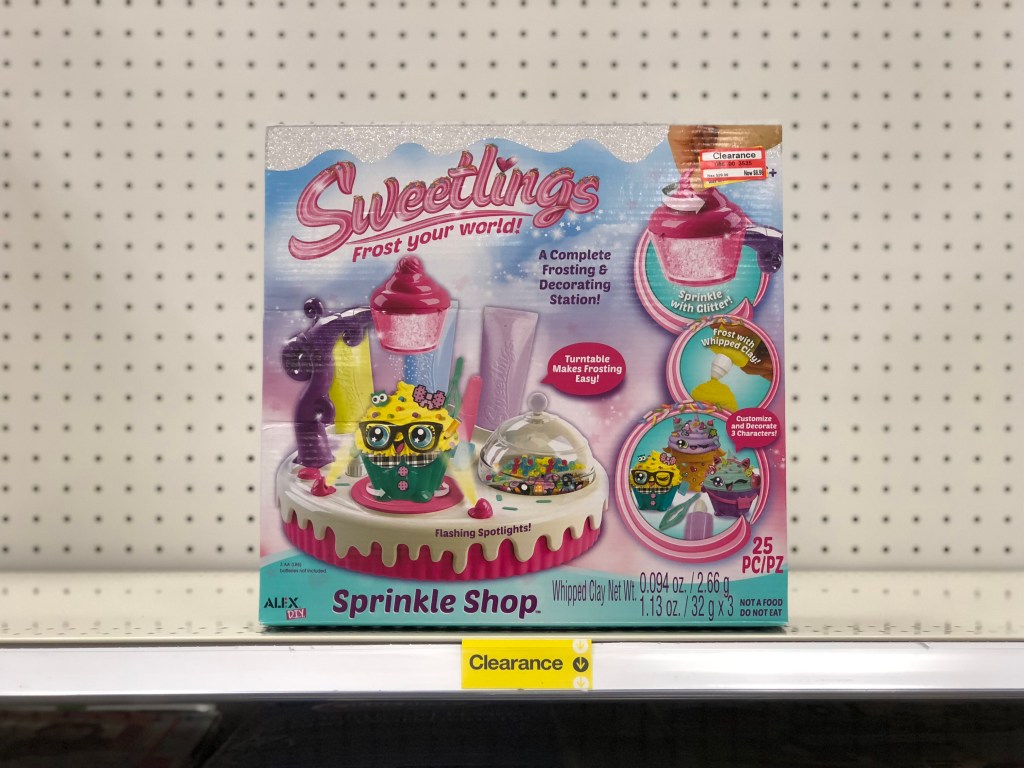 Sweetlings
Frost your world!
Clearance
A Complete
Frosting &
Decorating
Station!
Sprinkle
with Glitter!
Frost with
Whipped Clay!
Turntable
Makes Frosting
Easy!
Customize
and Decorate
3 Characters!
Flashing Spotlights!
25
PC/PZ
ALEX
DIY
Sprinkle Shop™
Whipped Clay Net Wt. 0.094 oz. / 2.66 g
1.13 oz. / 32 g x 3
NOT A FOOD
DO NOT EAT
Clearance